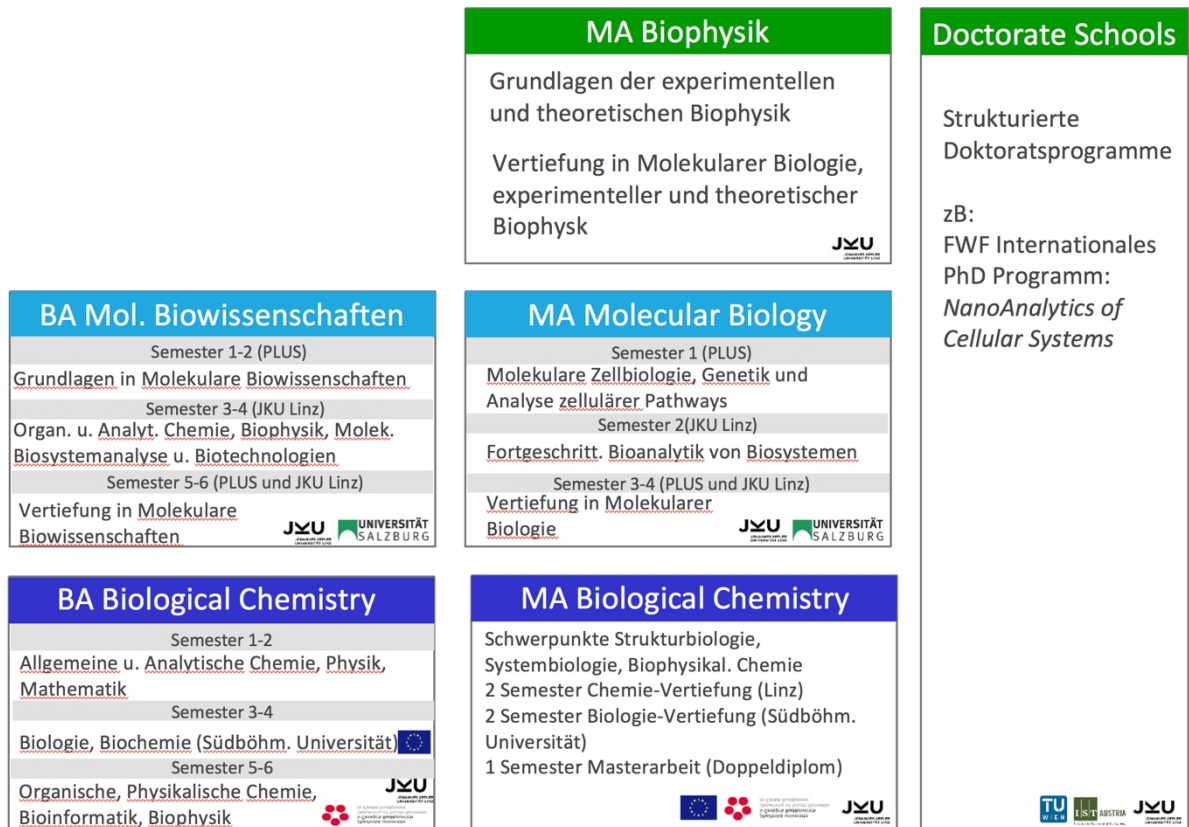 MA Biophysik
Grundlagen der experimentellen
und theoretischen Biophysik
Vertiefung in Molekularer Biologie,
experimenteller und theoretischer
Biophysk
JKU
Doctorate Schools
Strukturierte
Doktoratsprogramme
zB:
FWF Internationales
PhD Programm:
NanoAnalytics of
Cellular Systems
TU
WIEN
IST AUSTRIA
JKU
BA Mol. Biowissenschaften
Semester 1-2 (PLUS)
Grundlagen in Molekulare Biowissenschaften
Semester 3-4 (JKU Linz)
Organ. u. Analyt. Chemie, Biophysik, Molek.
Biosystemanalyse u. Biotechnologien
Semester 5-6 (PLUS und JKU Linz)
Vertiefung in Molekulare
Biowissenschaften
JKU
UNIVERSITÄT
SALZBURG
MA Molecular Biology
Semester 1 (PLUS)
Molekulare Zellbiologie, Genetik und
Analyse zellulärer Pathways
Semester 2(JKU Linz)
Fortgeschritt. Bioanalytik von Biosystemen
Semester 3-4 (PLUS und JKU Linz)
Vertiefung in Molekularer
Biologie
JKU
UNIVERSITÄT
SALZBURG
BA Biological Chemistry
Semester 1-2
Allgemeine u. Analytische Chemie, Physik,
Mathematik
Semester 3-4
Biologie, Biochemie (Südböhm. Universität)
Semester 5-6
Organische, Physikalische Chemie,
Bioinformatik, Biophysik
JKU
MA Biological Chemistry
Schwerpunkte Strukturbiologie,
Systembiologie, Biophysikal. Chemie
2 Semester Chemie-Vertiefung (Linz)
2 Semester Biologie-Vertiefung (Südböhm.
Universität)
1 Semester Masterarbeit (Doppeldiplom)
JKU